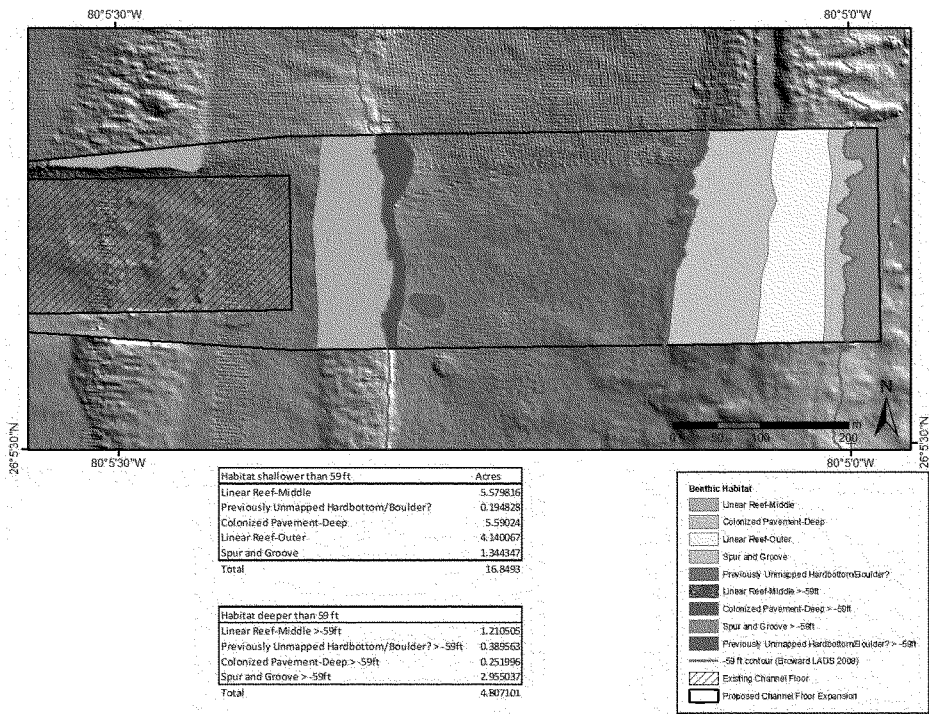 80°5'30"W 80°5'0"W
N
m
0 50 100 200
26°5'30"N 26°5'30"N
80°5'30"W 80°5'0"W
Habitat shallower than 59 ft Acres
Linear Reef-Middle 5.579816
Previously Unmapped Hardbottom/Boulder? 0.194828
Colonized Pavement-Deep 5.59024
Linear Reef-Outer 4.140067
Spur and Groove 1.344347
Total 16.8493
Habitat deeper than 59 ft
Linear Reef-Middle >-59ft 1.210505
Previously Unmapped Hardbottom/Boulder? >-59ft 0.389563
Colonized Pavement-Deep > -59ft 0.251996
Spur and Groove > -59ft 2.955037
Total 4.807101
Benthic Habitat
Linear Reef-Middle
Colonized Pavement-Deep
Linear Reef-Outer
Spur and Groove
Previously Unmapped Hardbottom/Boulder?
Linear Reef-Middle >-59ft
Colonized Pavement-Deep > -59ft
Spur and Groove > -59ft
Previously Unmapped Hardbottom/Boulder? > -59ft
-59 ft contour (Broward LADS 2008)
Existing Channel Floor
Proposed Channel Floor Expansion